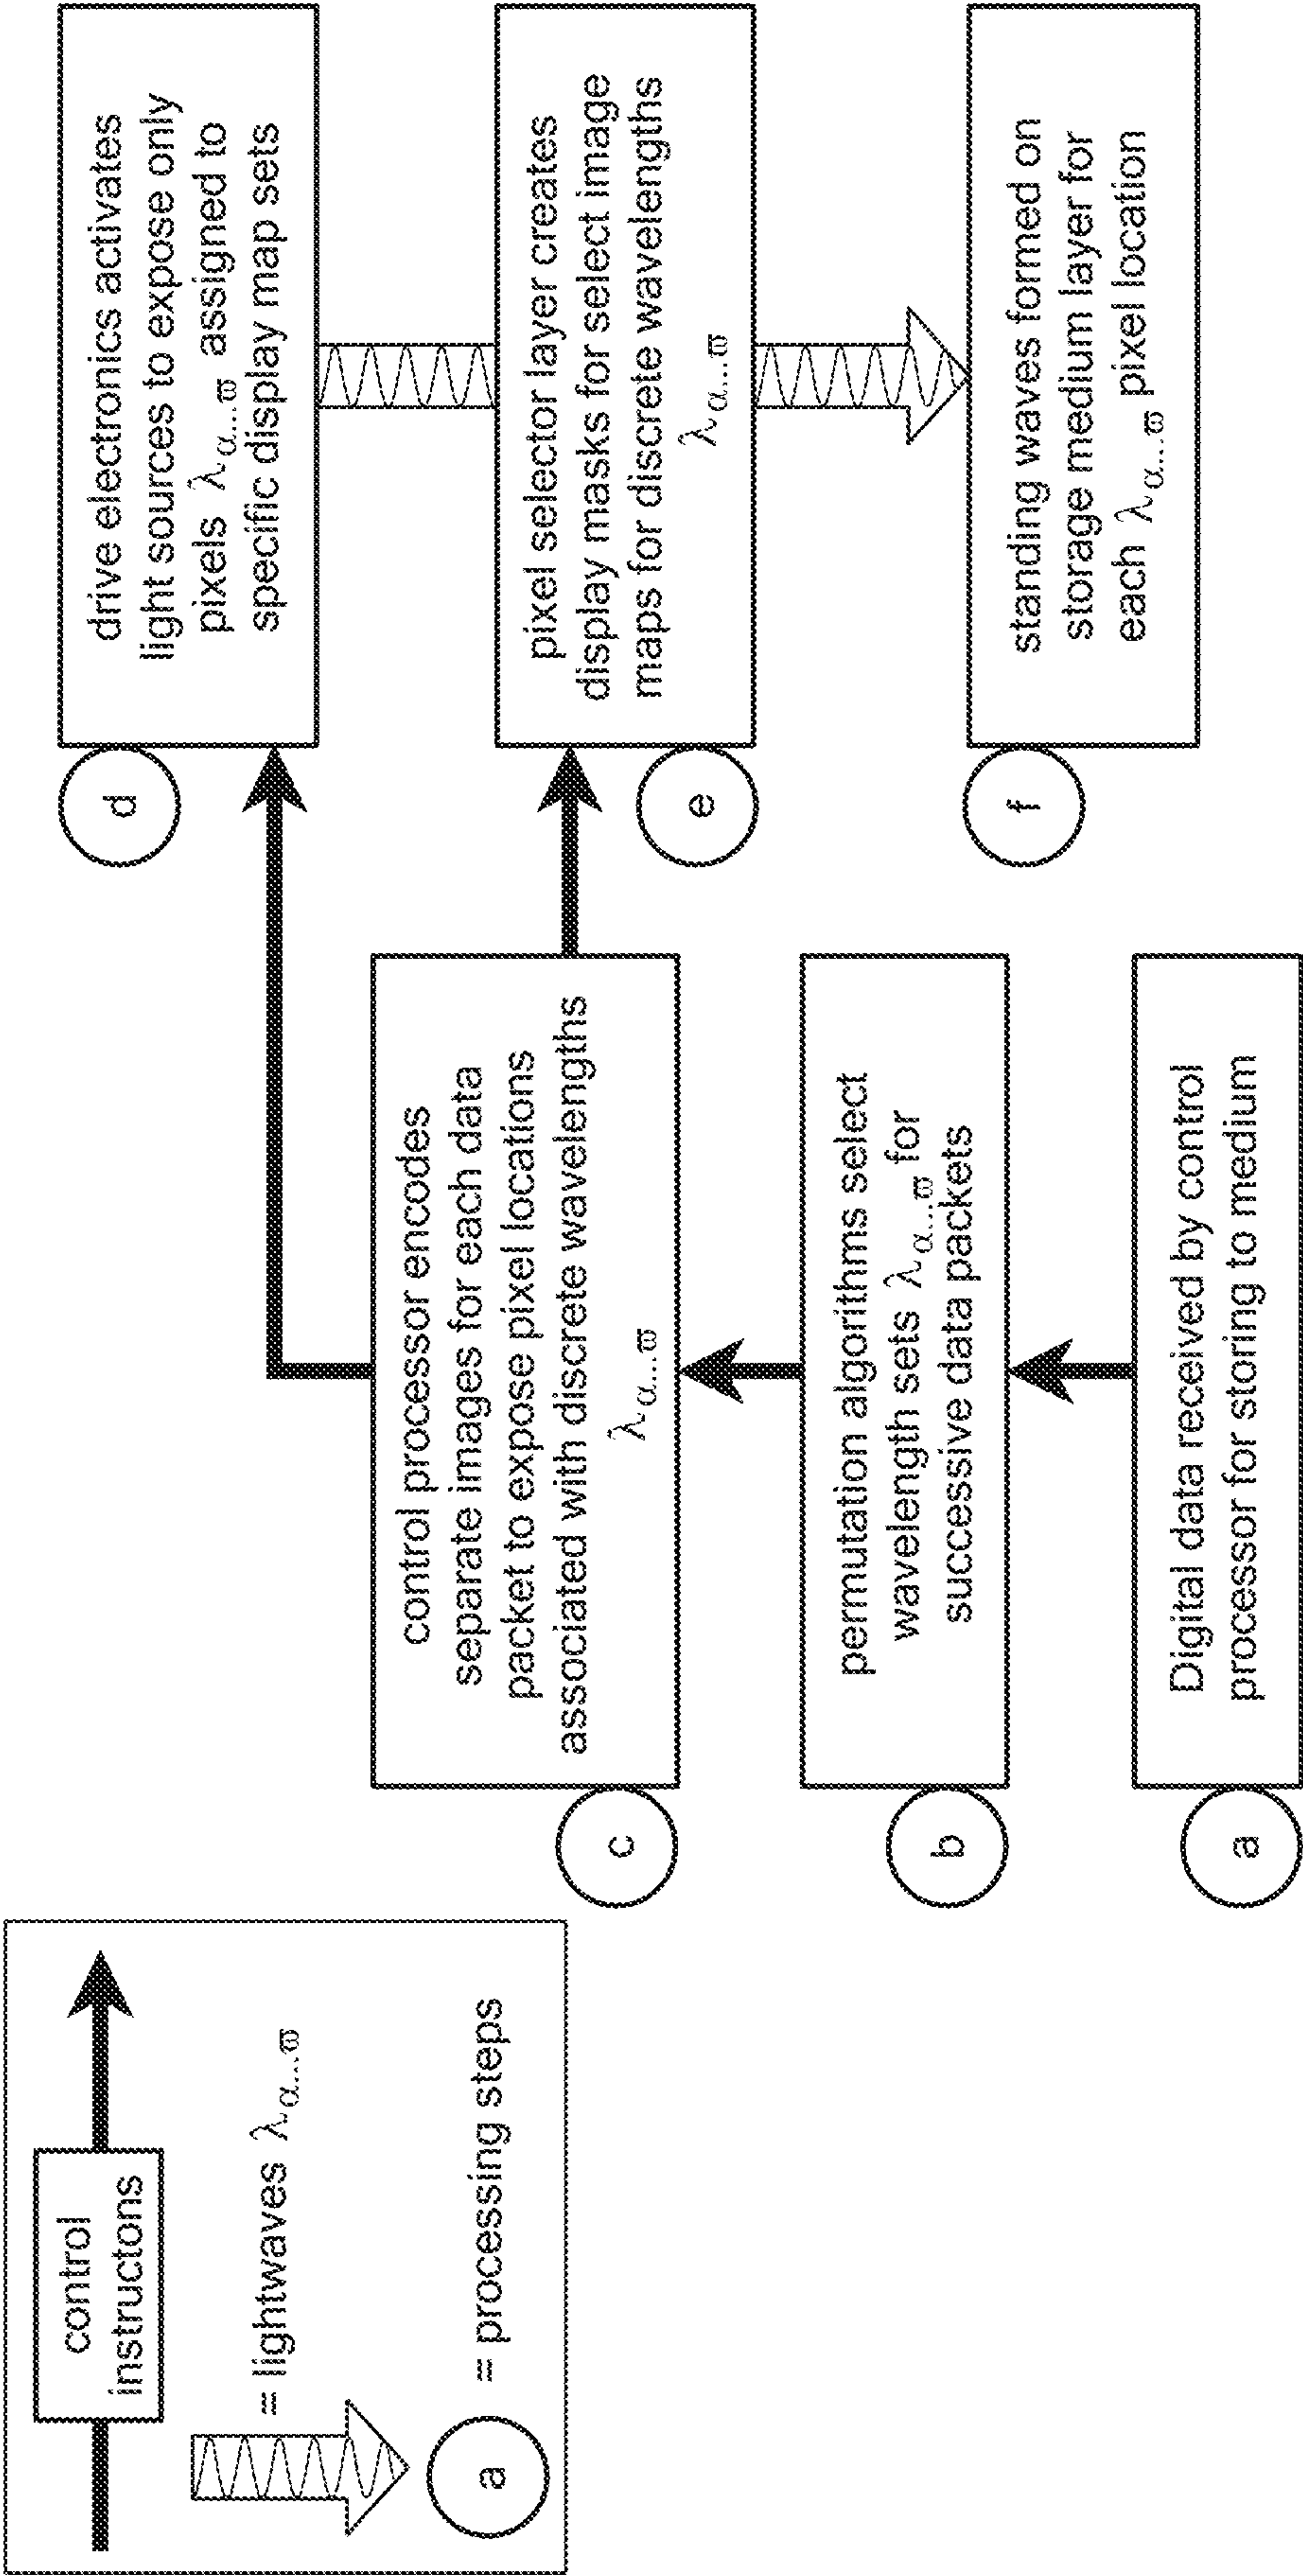 control
instructons
= lightwaves λα...ϖ
a
= processing steps
c
control processor encodes
separate images for each data
packet to expose pixel locations
associated with discrete wavelengths
λα...ϖ
b
permutation algorithms select
wavelength sets λα...ϖ for
successive data packets
a
Digital data received by control
processor for storing to medium
d
drive electronics activates
light sources to expose only
pixels λα...ϖ assigned to
specific display map sets
e
pixel selector layer creates
display masks for select image
maps for discrete wavelengths
λα...ϖ
f
standing waves formed on
storage medium layer for
each λα...ϖ pixel location